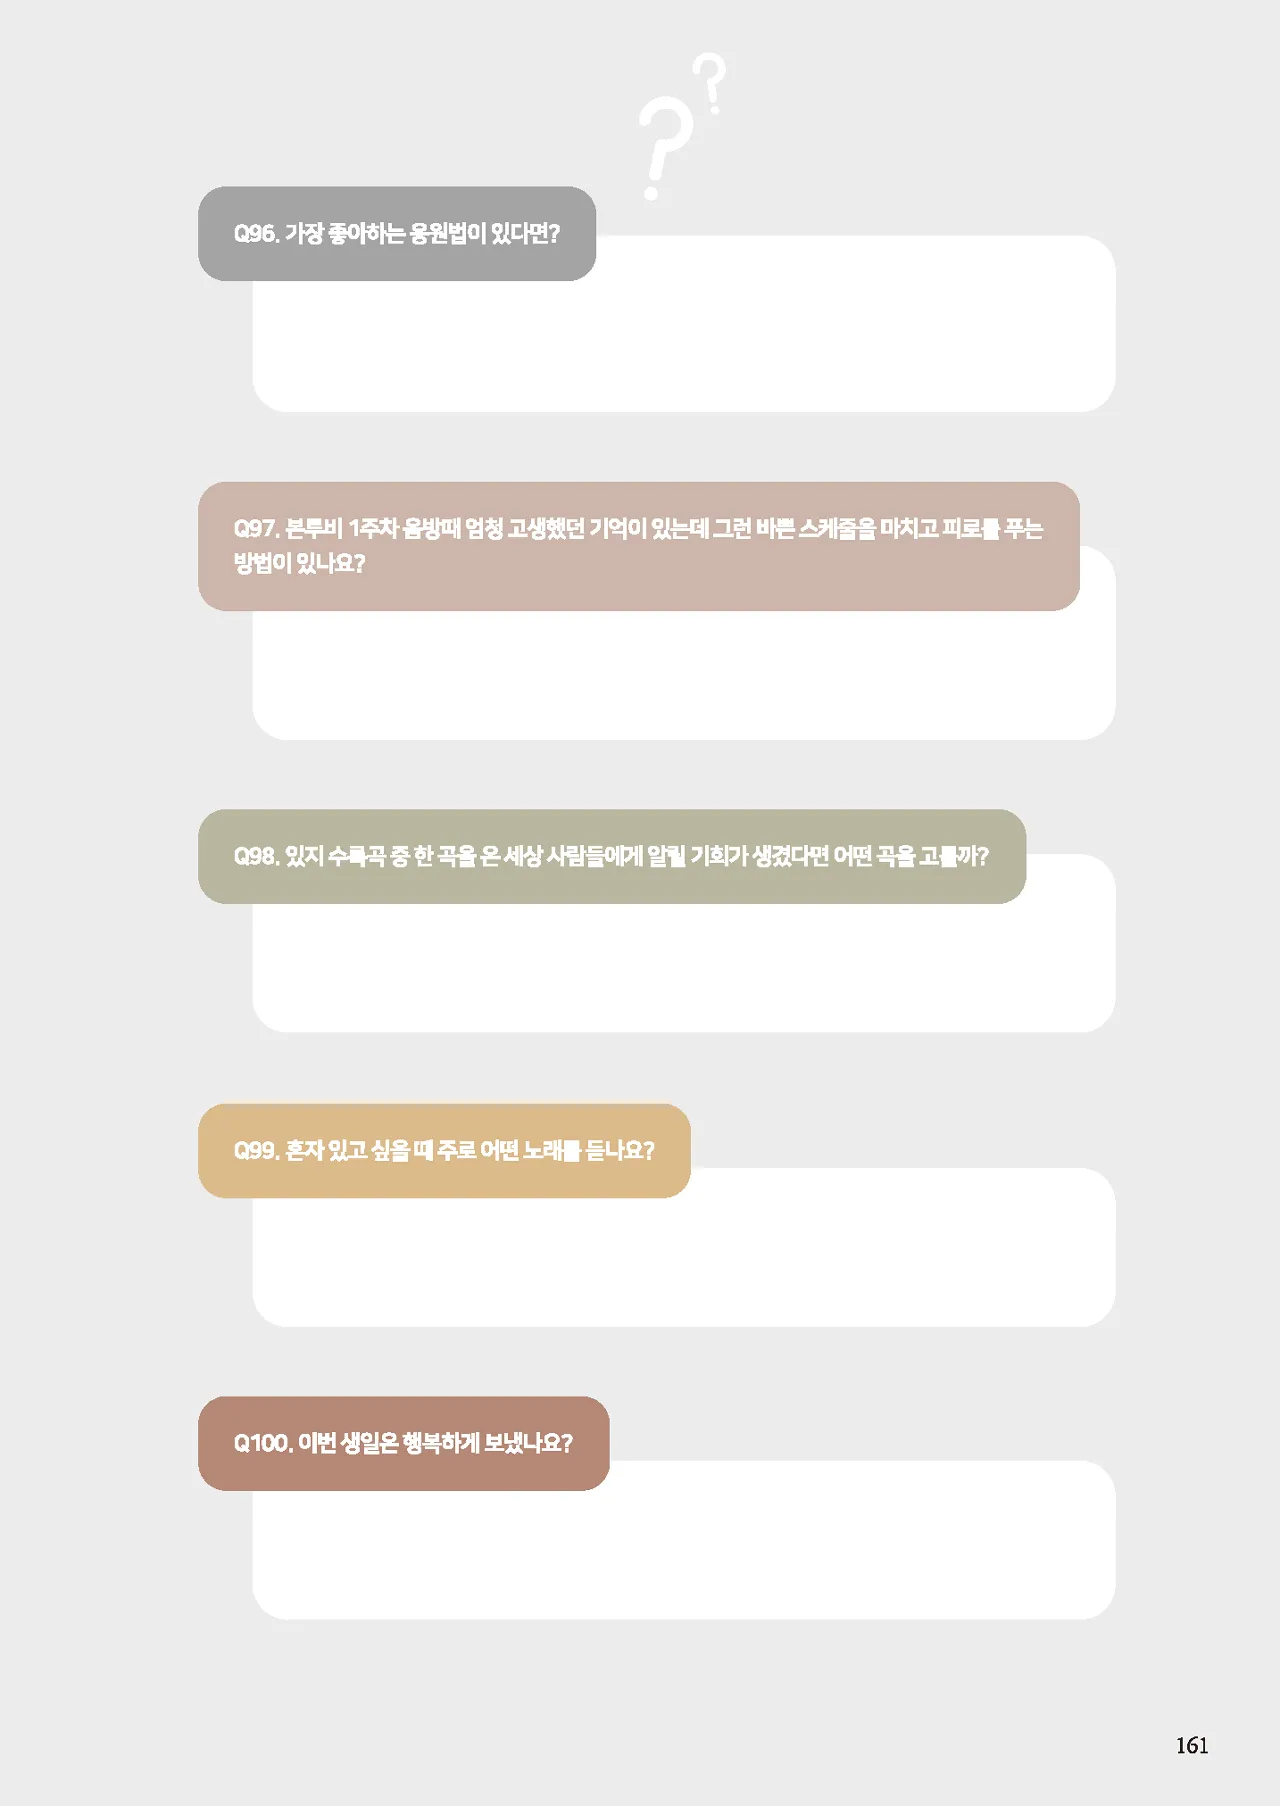 Q96. 가장 좋아하는 응원법이 있다면?
Q97. 본투비 1주차 음방때 엄청 고생했던 기억이 있는데 그런 바쁜 스케줄을 마치고 피로를 푸는
방법이 있나요?
Q98. 있지 수록곡 중 한 곡을 온 세상 사람들에게 알릴 기회가 생겼다면 어떤 곡을 고를까?
Q99. 혼자 있고 싶을 때 주로 어떤 노래를 듣나요?
Q100. 이번 생일은 행복하게 보냈나요?
161